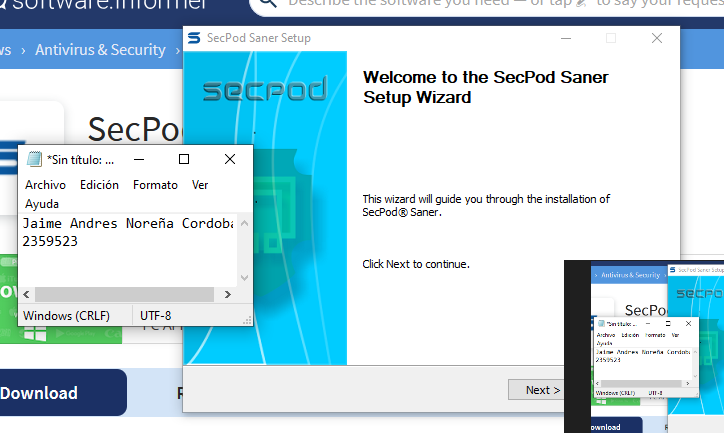 software.informer
Describe the software you need — or tap to say your reques
ws › Antivirus & Security ›
SecPod Saner Setup
secpod
Welcome to the SecPod Saner
Setup Wizard
This wizard will guide you through the installation of
SecPod® Saner.
Click Next to continue.
Next >
SecPo
*Sin título: ...
Archivo Edición Formato Ver
Ayuda
Jaime Andres Noreña Cordoba
2359523
Windows (CRLF) UTF-8
PC
Download
R
› Antivirus & Security ›
SecPod Saner Setup
secpod
SecPo
*Sin título: ...
Archivo Edición Formato Ver
Ayuda
Jaime Andres Noreña Cordoba
2359523
Windows (CRLF) UTF-8
ownload